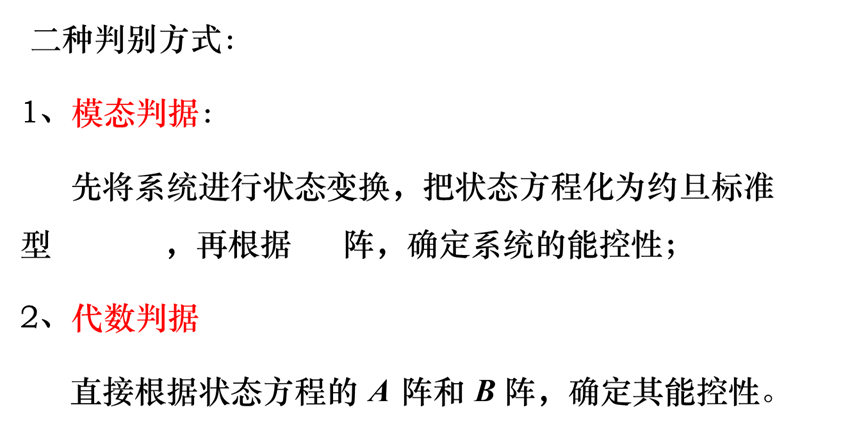 二种判别方式:
1、模态判据:
先将系统进行状态变换，把状态方程化为约旦标准
型 ，再根据 阵，确定系统的能控性；
2、代数判据
直接根据状态方程的 A 阵和 B 阵，确定其能控性。